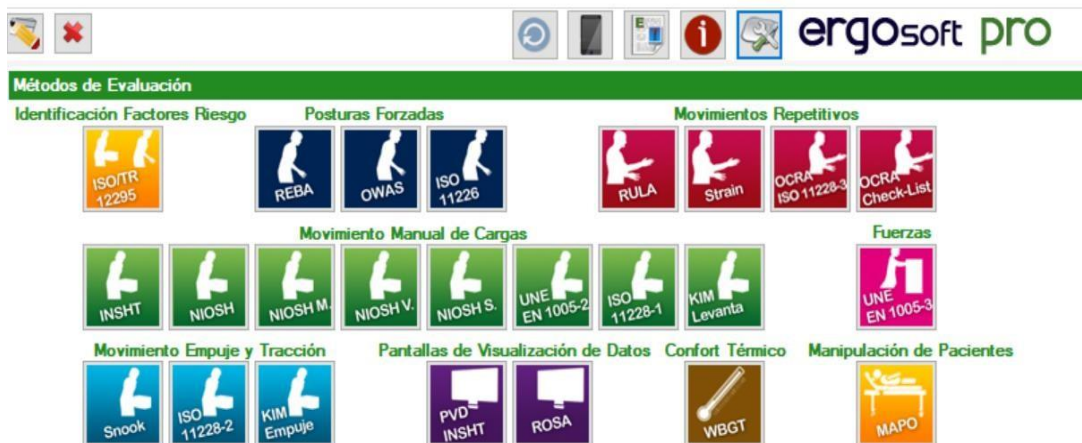 ergosoft pro
Métodos de Evaluación
Identificación Factores Riesgo
Posturas Forzadas
Movimientos Repetitivos
ISO/TR
12295
REBA
OWAS
ISO
11226
RULA
Strain
OCRA
ISO 11228-3
OCRA
Check-List
Movimiento Manual de Cargas
Fuerzas
INSHT
NIOSH
NIOSH M.
NIOSH V.
NIOSH S.
UNE
EN 1005-2
ISO
11228-1
KIM
Levanta
UNE
EN 1005-3
Movimiento Empuje y Tracción
Pantallas de Visualización de Datos
Confort Térmico
Manipulación de Pacientes
Snook
ISO
11228-2
KIM
Empuje
PVD
INSHT
ROSA
WBGT
MAPO